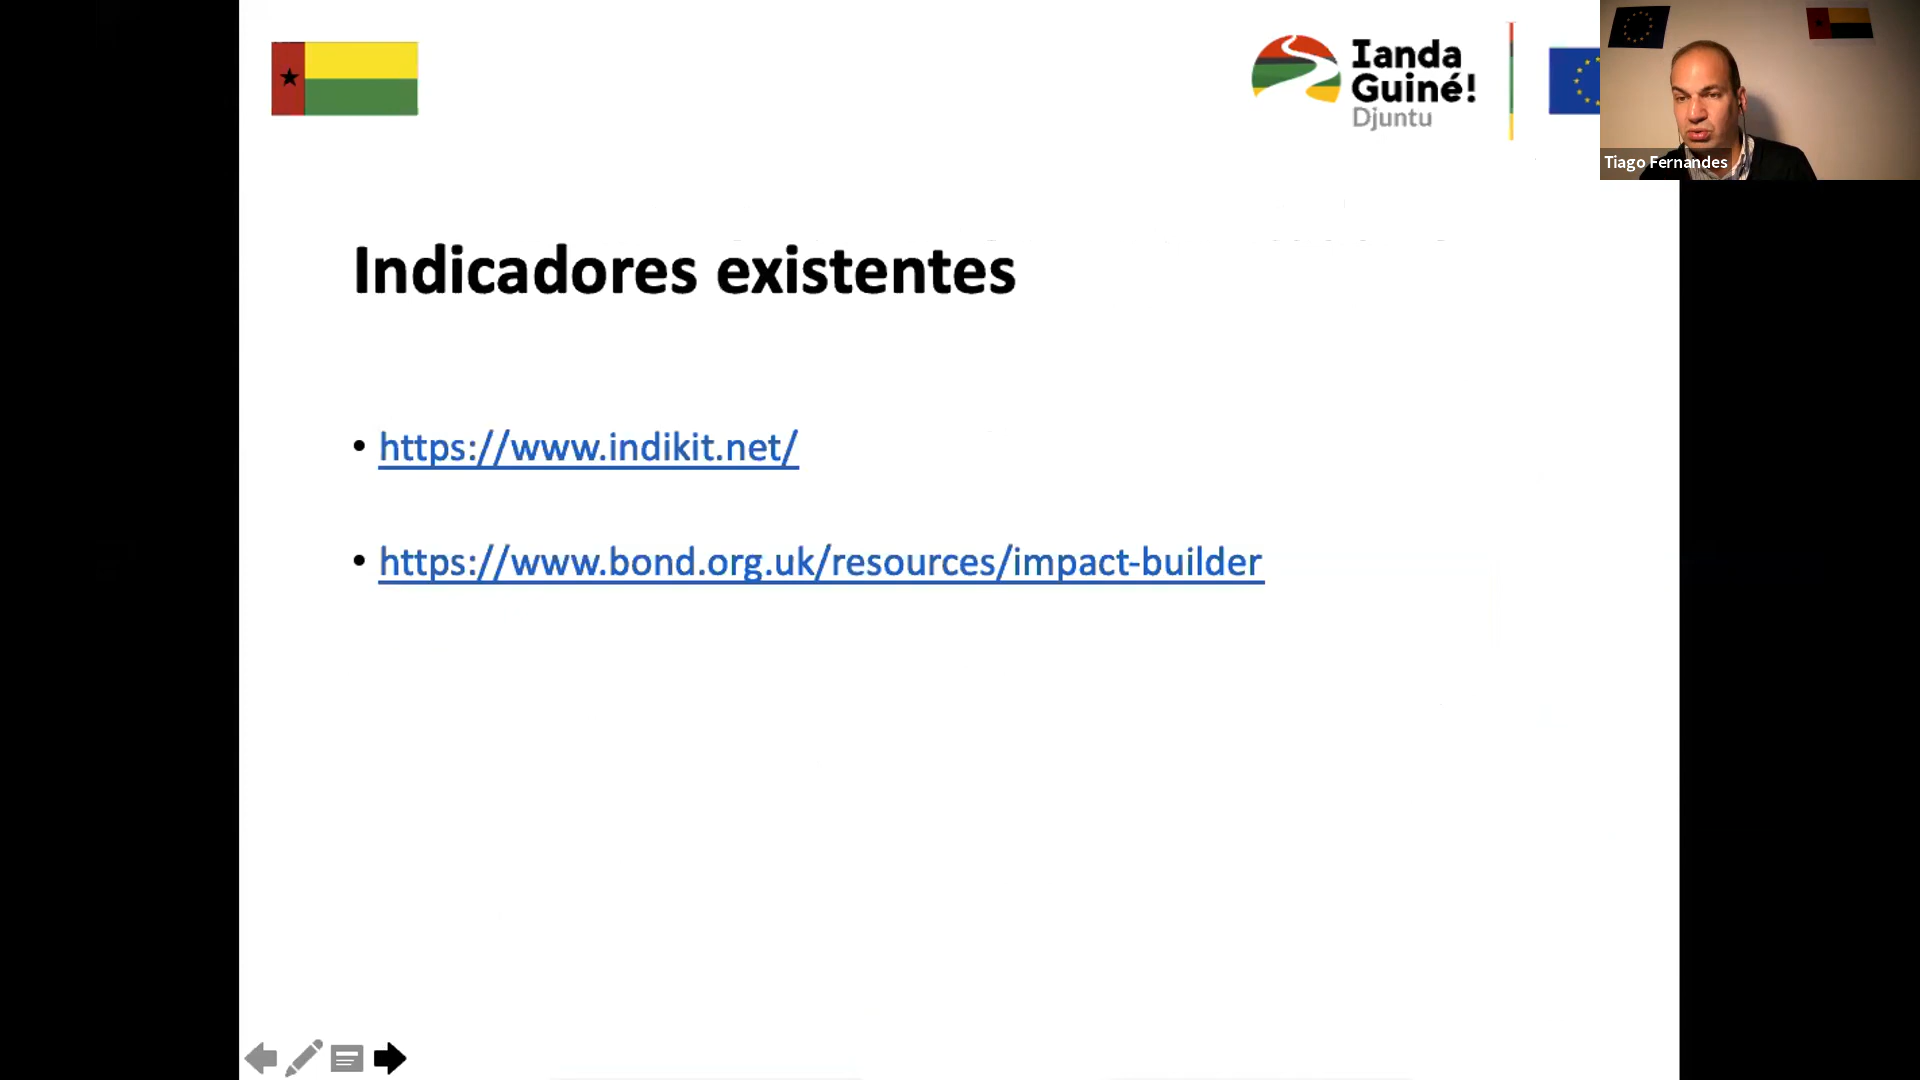 Ianda
Guiné!
Djuntu
Tiago Fernandes
Indicadores existentes
• https://www.indikit.net/
• https://www.bond.org.uk/resources/impact-builder